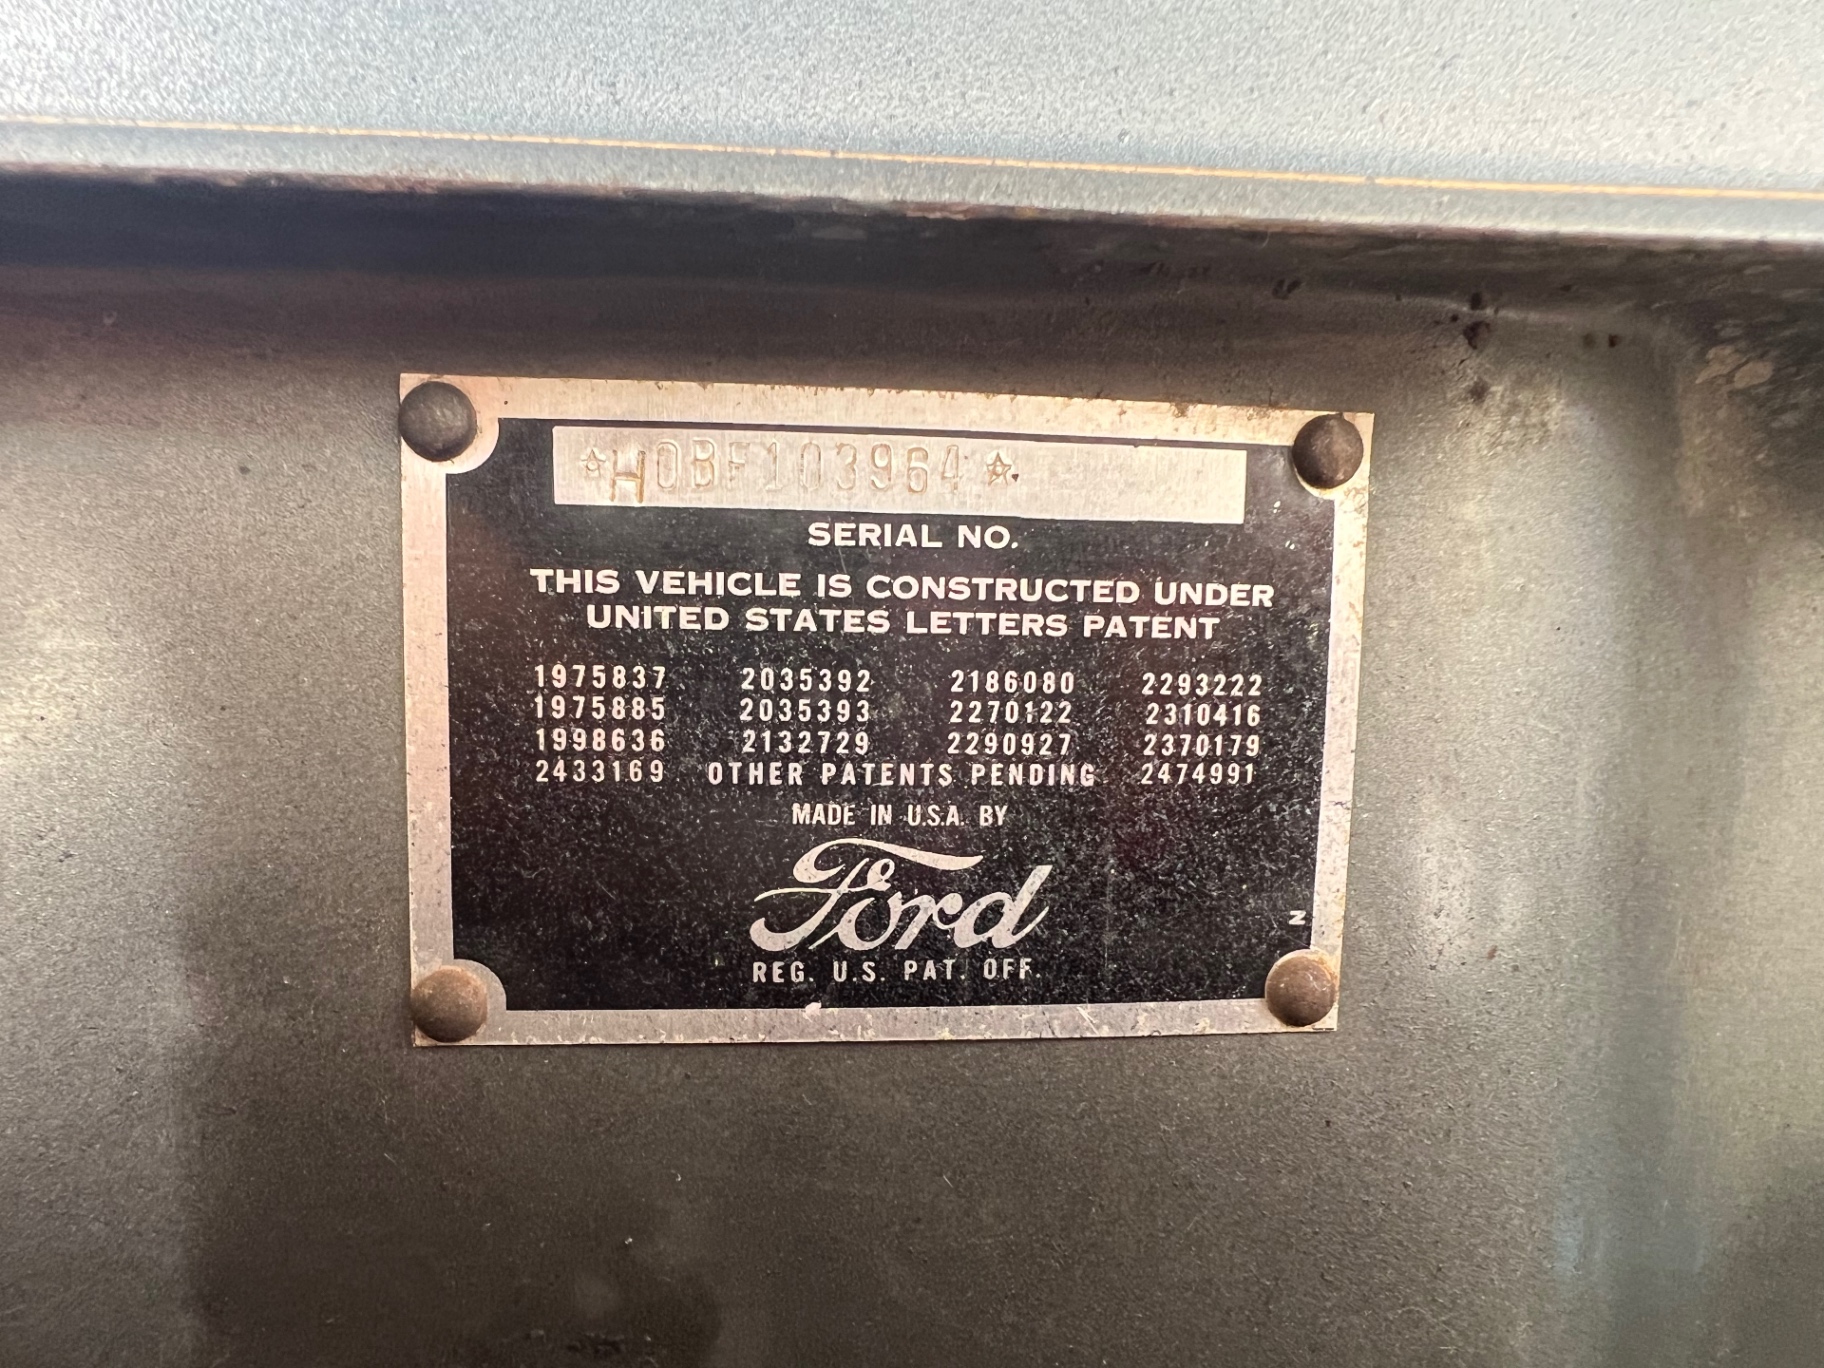 ☆H0BF103964☆
SERIAL NO.
THIS VEHICLE IS CONSTRUCTED UNDER
UNITED STATES LETTERS PATENT
1975837 2035392 2186080 2293222
1975885 2035393 2270122 2310416
1998636 2132729 2290927 2370179
2433169 OTHER PATENTS PENDING 2474991
MADE IN U.S.A. BY
Ford
Z
REG. U.S. PAT. OFF.